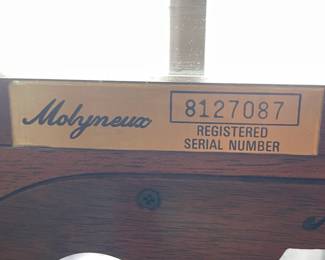 Molyneux
8127087
REGISTERED
SERIAL NUMBER